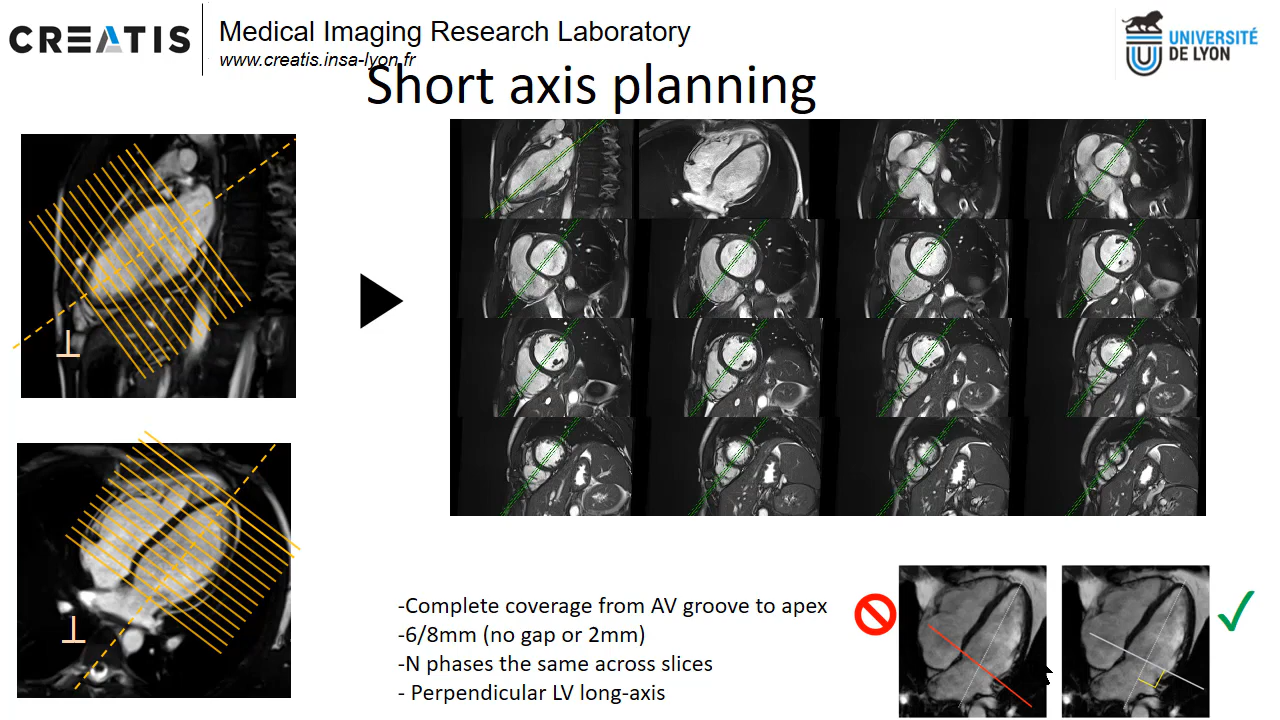 CREATIS
Medical Imaging Research Laboratory
www.creatis.insa-lyon.fr
UNIVERSITÉ
DE LYON
Short axis planning
-Complete coverage from AV groove to apex
-6/8mm (no gap or 2mm)
-N phases the same across slices
- Perpendicular LV long-axis